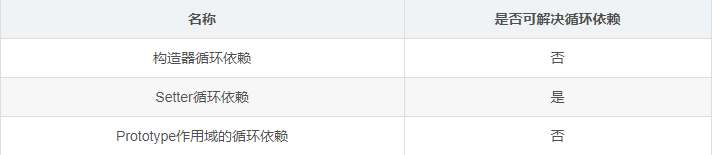 名称 是否可解决循环依赖
构造器循环依赖 否
Setter循环依赖 是
Prototype作用域的循环依赖 否